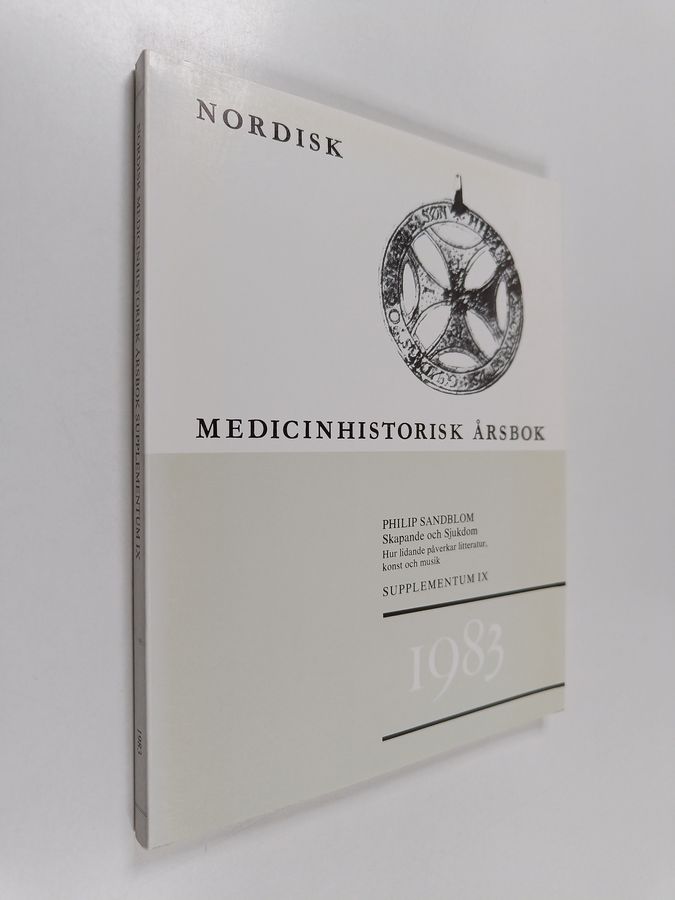 NORDISK
MEDICINHISTORISK ÅRSBOK
PHILIP SANDBLOM
Skapande och Sjukdom
Hur lidande påverkar litteratur,
konst och musik
SUPPLEMENTUM IX
1983
NORDISK MEDICINHISTORISK ÅRSBOK SUPPLEMENTUM IX
1983